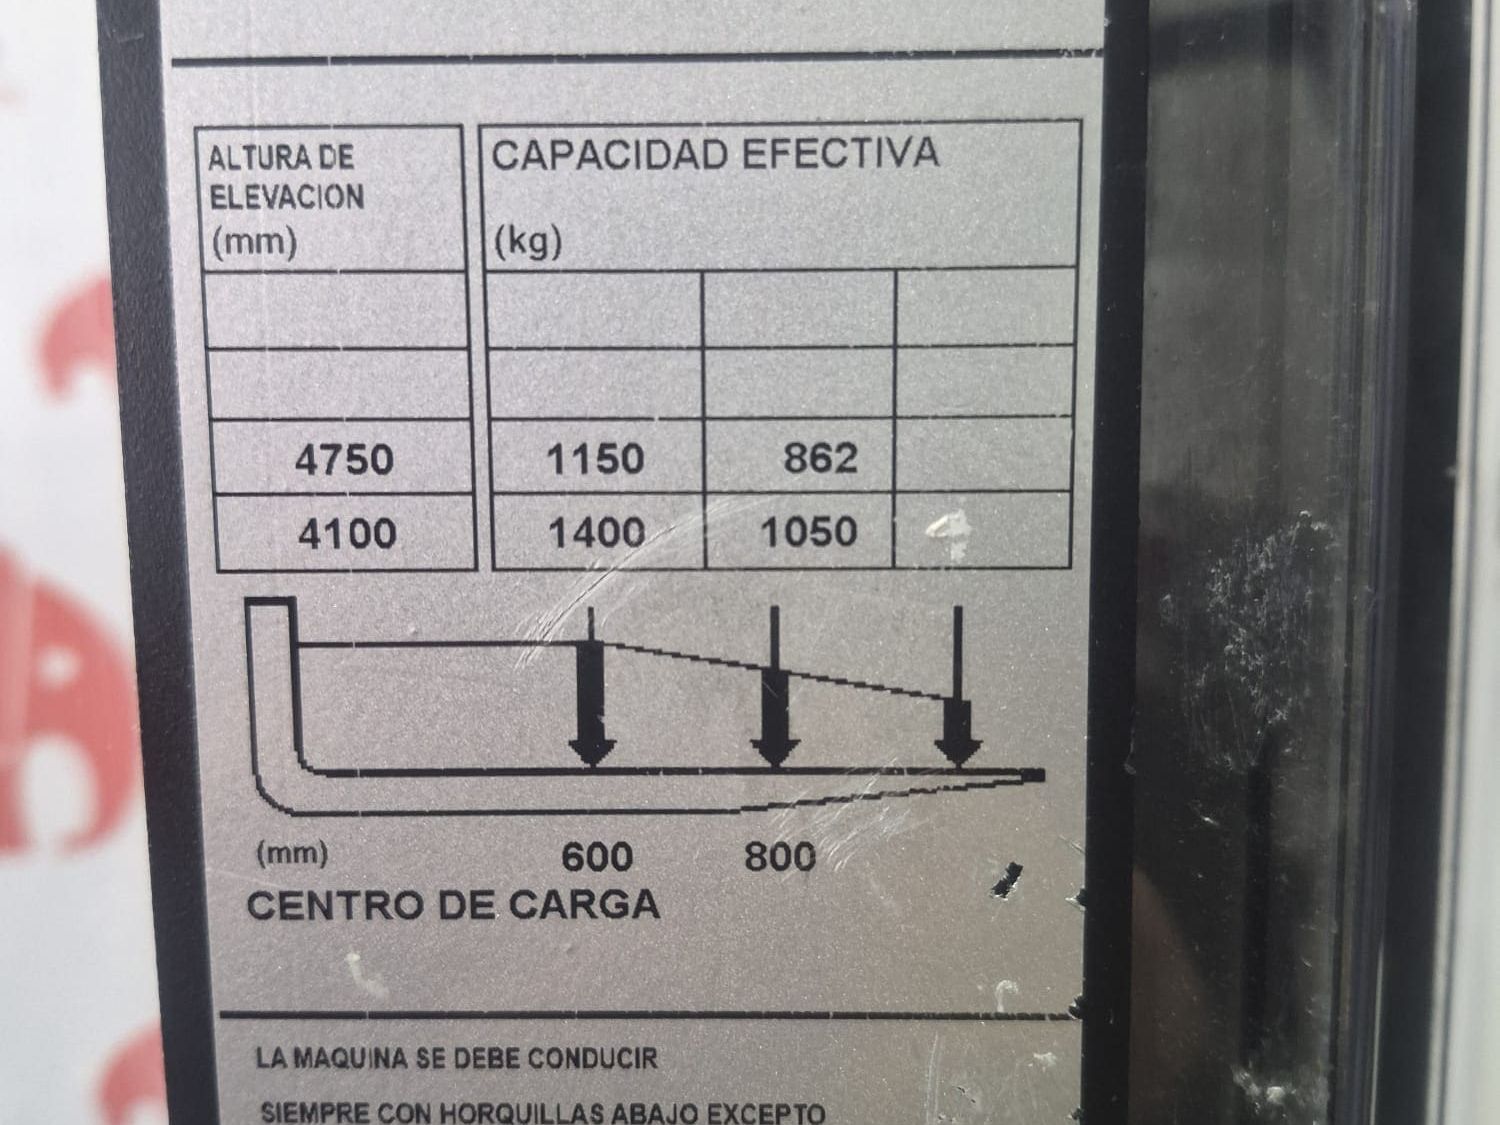 ALTURA DE
ELEVACION
(mm)
CAPACIDAD EFECTIVA
(kg)
4750 1150 862
4100 1400 1050
(mm) 600 800
CENTRO DE CARGA
LA MAQUINA SE DEBE CONDUCIR
SIEMPRE CON HORQUILLAS ABAJO EXCEPTO